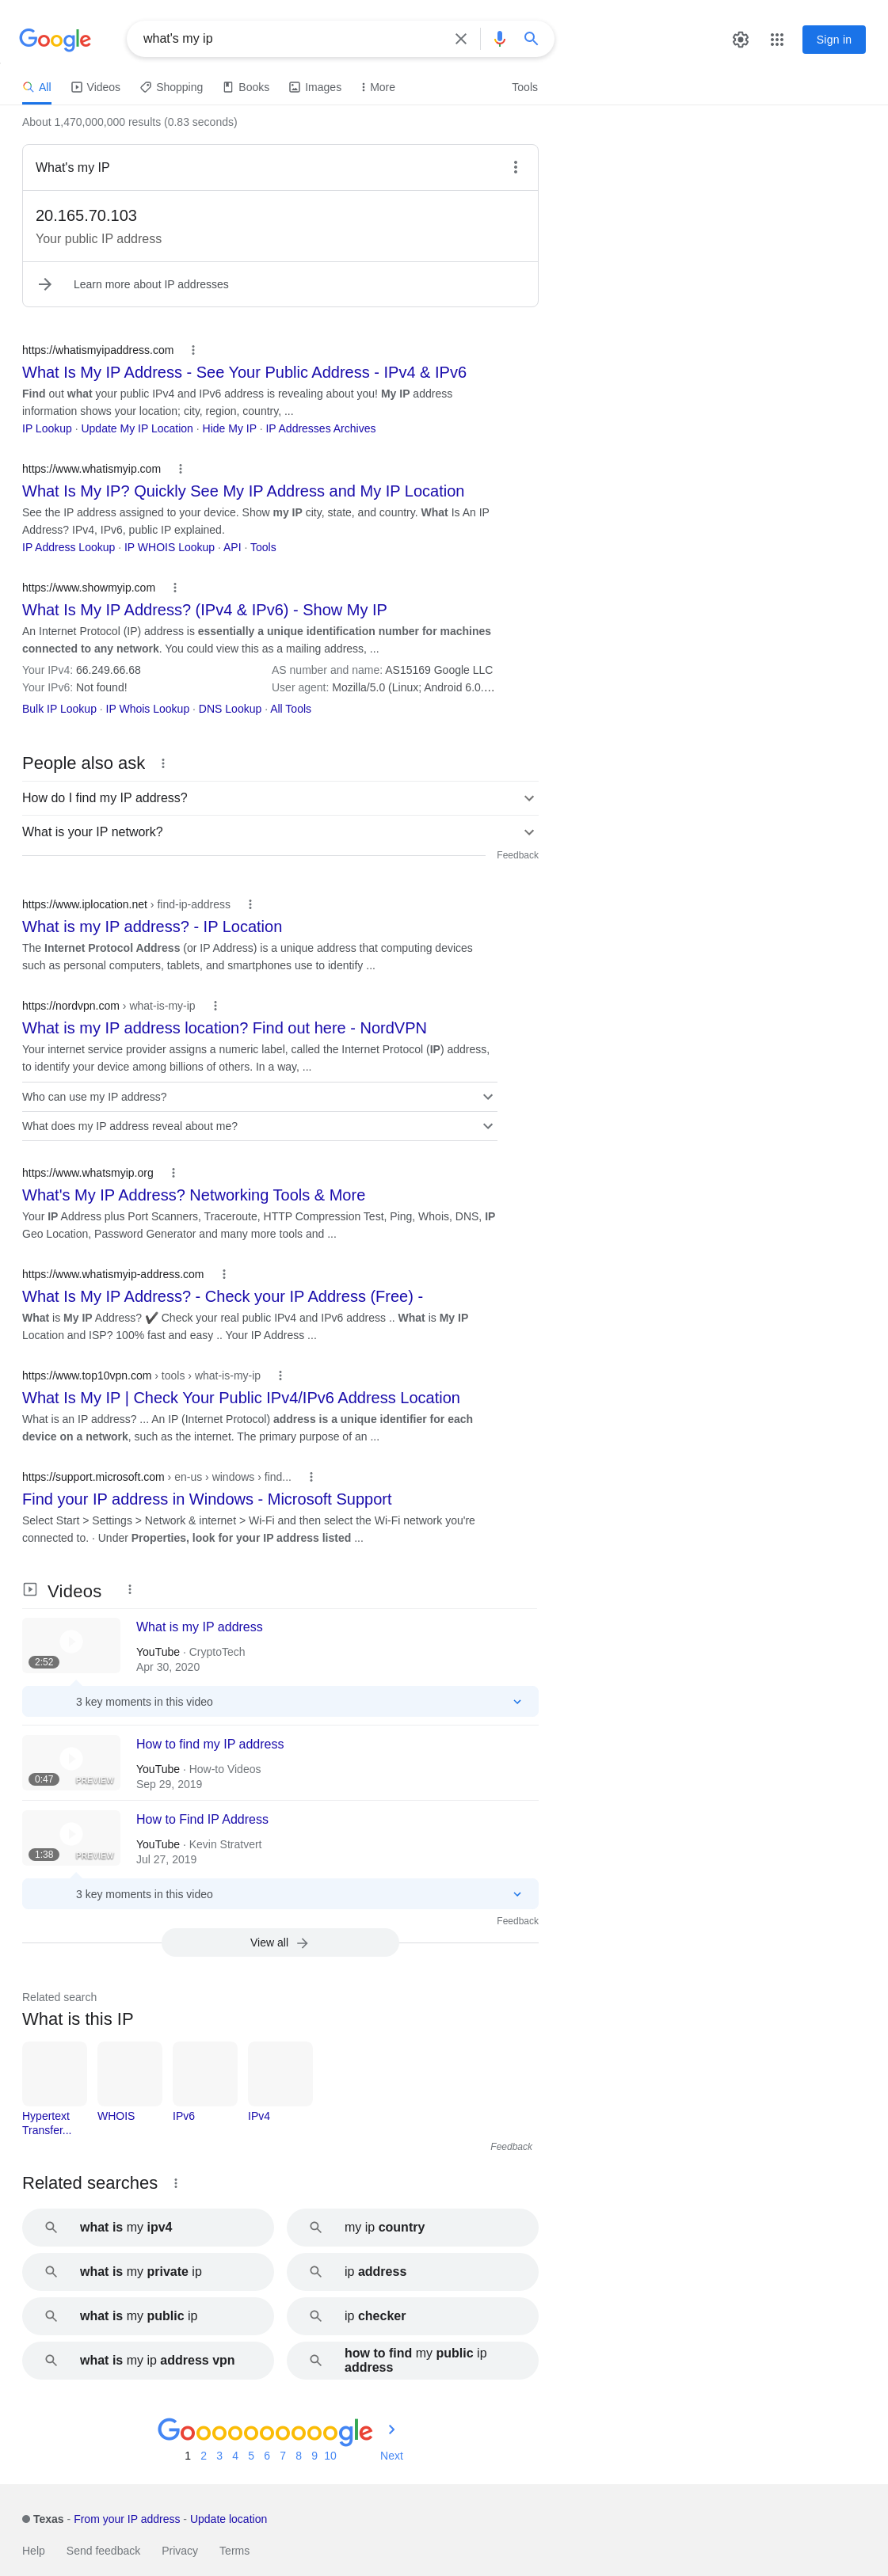 Google
what's my ip
Sign in
All
Videos
Shopping
Books
Images
More
Tools
About 1,470,000,000 results (0.83 seconds)
What's my IP
20.165.70.103
Your public IP address
Learn more about IP addresses
https://whatismyipaddress.com
What Is My IP Address - See Your Public Address - IPv4 & IPv6
Find out what your public IPv4 and IPv6 address is revealing about you! My IP address
information shows your location; city, region, country, ...
IP Lookup · Update My IP Location · Hide My IP · IP Addresses Archives
https://www.whatismyip.com
What Is My IP? Quickly See My IP Address and My IP Location
See the IP address assigned to your device. Show my IP city, state, and country. What Is An IP
Address? IPv4, IPv6, public IP explained.
IP Address Lookup · IP WHOIS Lookup · API · Tools
https://www.showmyip.com
What Is My IP Address? (IPv4 & IPv6) - Show My IP
An Internet Protocol (IP) address is essentially a unique identification number for machines
connected to any network. You could view this as a mailing address, ...
Your IPv4: 66.249.66.68
AS number and name: AS15169 Google LLC
Your IPv6: Not found!
User agent: Mozilla/5.0 (Linux; Android 6.0....
Bulk IP Lookup · IP Whois Lookup · DNS Lookup · All Tools
People also ask
How do I find my IP address?
What is your IP network?
Feedback
https://www.iplocation.net › find-ip-address
What is my IP address? - IP Location
The Internet Protocol Address (or IP Address) is a unique address that computing devices
such as personal computers, tablets, and smartphones use to identify ...
https://nordvpn.com › what-is-my-ip
What is my IP address location? Find out here - NordVPN
Your internet service provider assigns a numeric label, called the Internet Protocol (IP) address,
to identify your device among billions of others. In a way, ...
Who can use my IP address?
What does my IP address reveal about me?
https://www.whatsmyip.org
What's My IP Address? Networking Tools & More
Your IP Address plus Port Scanners, Traceroute, HTTP Compression Test, Ping, Whois, DNS, IP
Geo Location, Password Generator and many more tools and ...
https://www.whatismyip-address.com
What Is My IP Address? - Check your IP Address (Free) -
What is My IP Address? ✔ Check your real public IPv4 and IPv6 address .. What is My IP
Location and ISP? 100% fast and easy .. Your IP Address ...
https://www.top10vpn.com › tools › what-is-my-ip
What Is My IP | Check Your Public IPv4/IPv6 Address Location
What is an IP address? ... An IP (Internet Protocol) address is a unique identifier for each
device on a network, such as the internet. The primary purpose of an ...
https://support.microsoft.com › en-us › windows › find...
Find your IP address in Windows - Microsoft Support
Select Start > Settings > Network & internet > Wi-Fi and then select the Wi-Fi network you're
connected to. · Under Properties, look for your IP address listed ...
Videos
2:52
What is my IP address
YouTube · CryptoTech
Apr 30, 2020
3 key moments in this video
0:47
PREVIEW
How to find my IP address
YouTube · How-to Videos
Sep 29, 2019
1:38
PREVIEW
How to Find IP Address
YouTube · Kevin Stratvert
Jul 27, 2019
3 key moments in this video
Feedback
View all
Related search
What is this IP
Hypertext
Transfer...
WHOIS
IPv6
IPv4
Feedback
Related searches
what is my ipv4
my ip country
what is my private ip
ip address
what is my public ip
ip checker
what is my ip address vpn
how to find my public ip
address
Goooooooooogle
1 2 3 4 5 6 7 8 9 10 Next
Texas - From your IP address - Update location
Help
Send feedback
Privacy
Terms